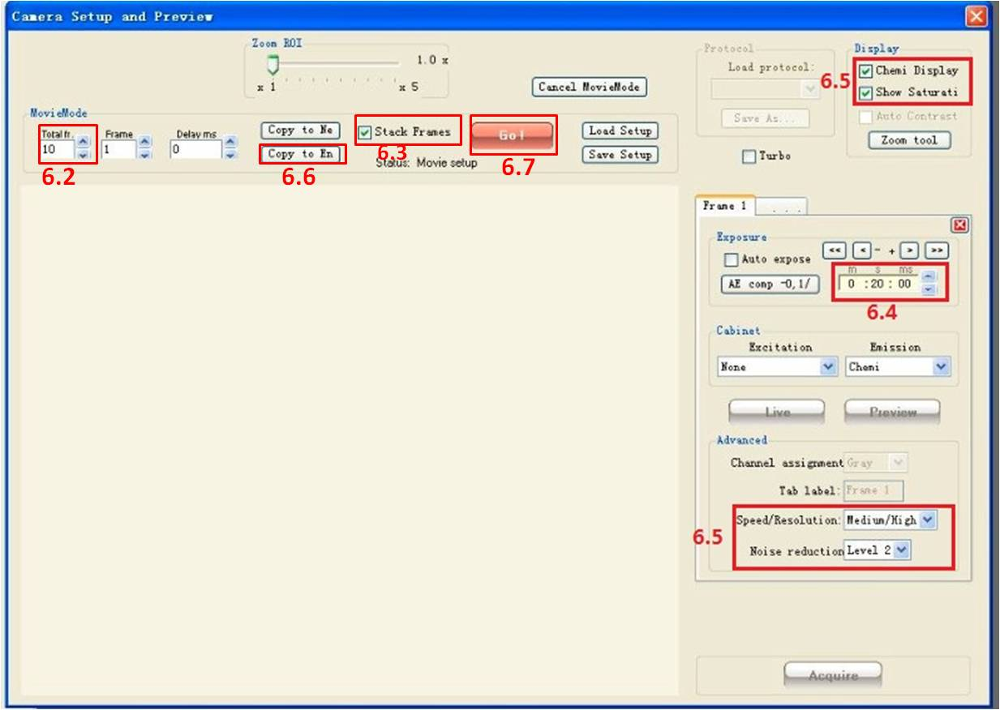 Camera Setup and Preview
Zoom ROI
1.0 x
x 1
x 5
Cancel MovieMode
Protocol
Load protocol:
Save As...
Display
6.5
Chemi Display
Show Saturati
Auto Contrast
Zoom tool
Turbo
MovieMode
Total fr.
Frame
Delay ms
10
1
0
Copy to Ne
Copy to En
Stack Frames
Go!
Load Setup
Save Setup
Status: Movie setup
6.2
6.6
6.3
6.7
Frame 1
. . .
Exposure
Auto expose
<<
<
- +
>
>>
AE comp -0,1/
m s ms
0 :20 : 00
6.4
Cabinet
Excitation
Emission
None
Chemi
Live
Preview
Advanced
Channel assignment
Gray
Tab label:
Frame 1
Speed/Resolution:
Medium/High
6.5
Noise reduction
Level 2
Acquire